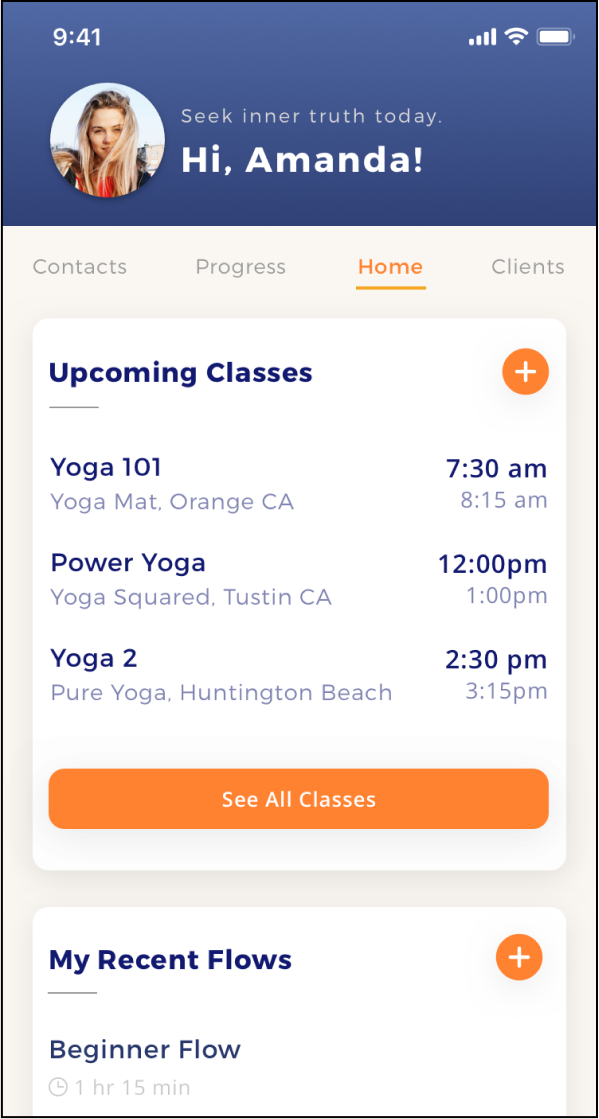 9:41
Seek inner truth today.
Hi, Amanda!
Contacts Progress Home Clients
Upcoming Classes
Yoga 101 7:30 am
Yoga Mat, Orange CA 8:15 am
Power Yoga 12:00pm
Yoga Squared, Tustin CA 1:00pm
Yoga 2 2:30 pm
Pure Yoga, Huntington Beach 3:15pm
See All Classes
My Recent Flows
Beginner Flow
1 hr 15 min